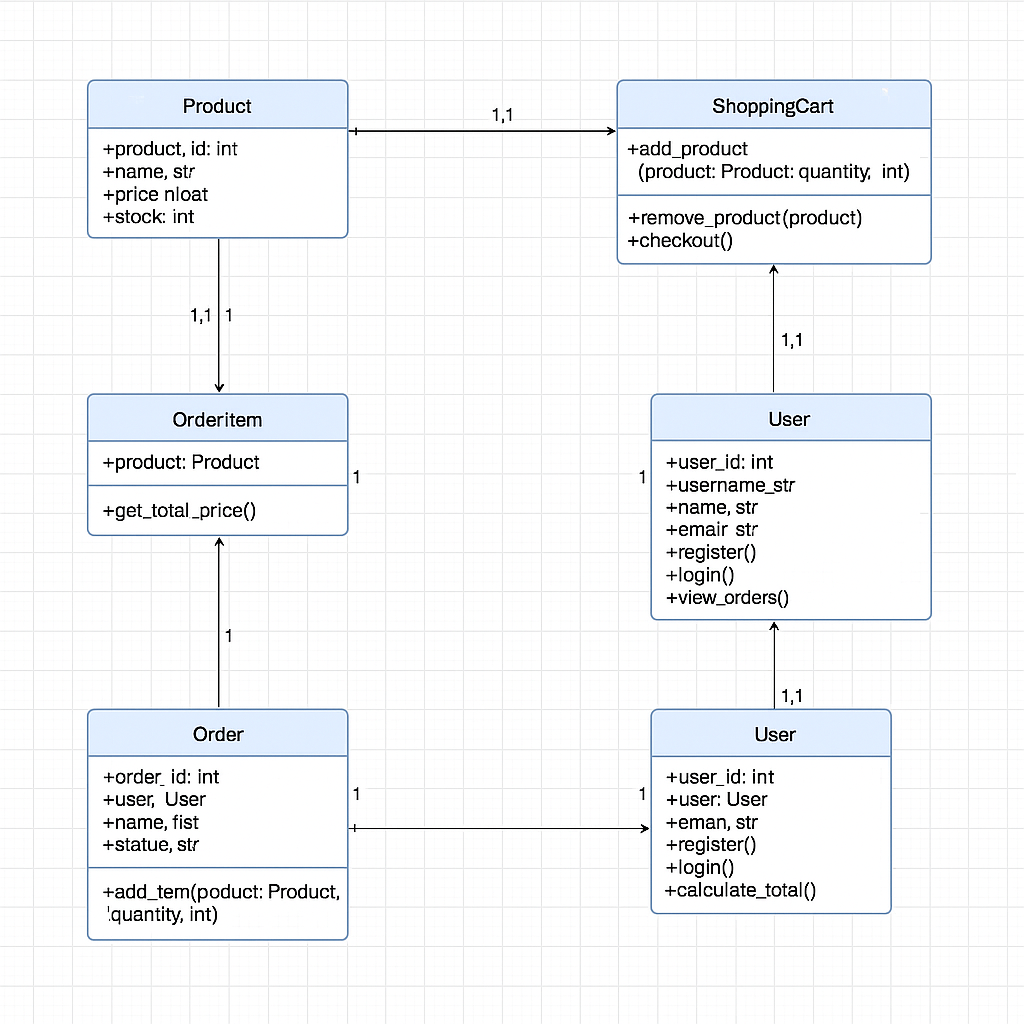 Product
+product, id: int
+name, str
+price nloat
+stock: int
1,1
ShoppingCart
+add_product
(product: Product: quantity, int)
+remove_product(product)
+checkout()
1,1 1
1,1
Orderitem
+product: Product
+get_total_price()
1
1
User
+user_id: int
+username_str
+name, str
+emair str
+register()
+login()
+view_orders()
1
1,1
Order
+order_ id: int
+user, User
+name, fist
+statue, str
+add_tem(poduct: Product,
'quantity, int)
1
1
User
+user_id: int
+user: User
+eman, str
+register()
+login()
+calculate_total()